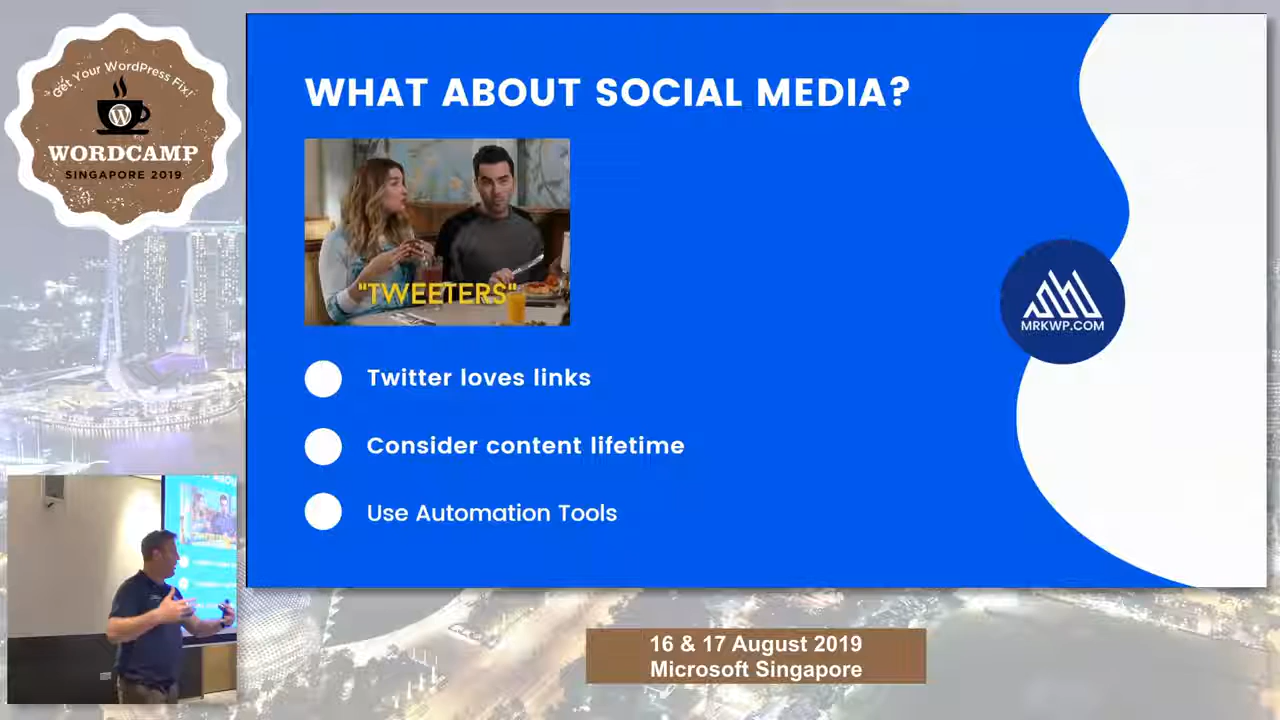 Get Your WordPress Fix!
WORDCAMP
SINGAPORE 2019
WHAT ABOUT SOCIAL MEDIA?
"TWEETERS"
MRKWP.COM
Twitter loves links
Consider content lifetime
Use Automation Tools
16 & 17 August 2019
Microsoft Singapore